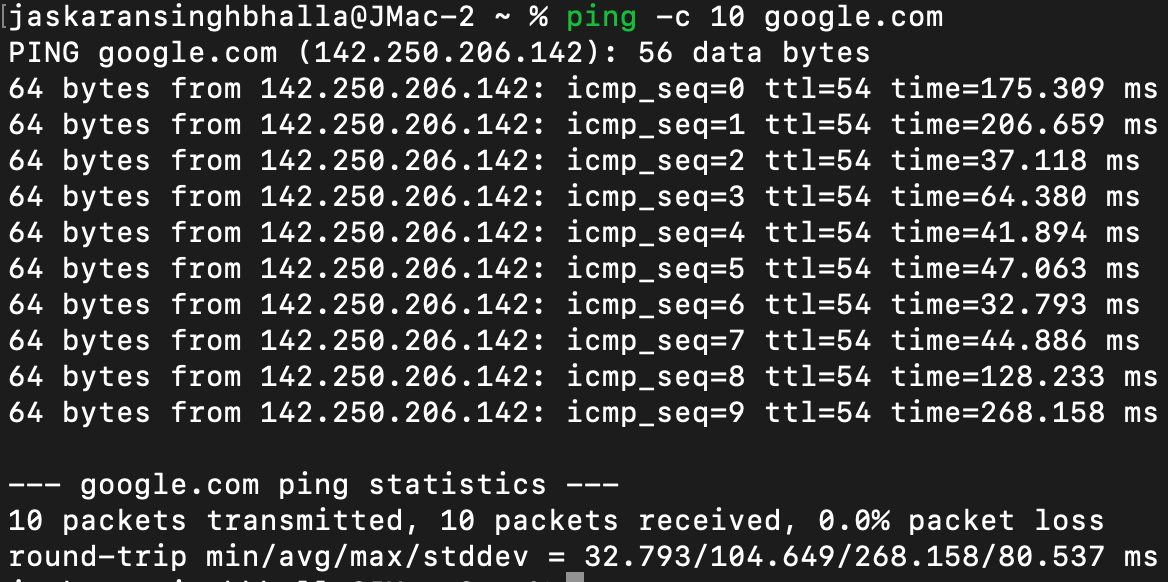 jaskaransinghbhalla@JMac-2 ~ % ping -c 10 google.com
PING google.com (142.250.206.142): 56 data bytes
64 bytes from 142.250.206.142: icmp_seq=0 ttl=54 time=175.309 ms
64 bytes from 142.250.206.142: icmp_seq=1 ttl=54 time=206.659 ms
64 bytes from 142.250.206.142: icmp_seq=2 ttl=54 time=37.118 ms
64 bytes from 142.250.206.142: icmp_seq=3 ttl=54 time=64.380 ms
64 bytes from 142.250.206.142: icmp_seq=4 ttl=54 time=41.894 ms
64 bytes from 142.250.206.142: icmp_seq=5 ttl=54 time=47.063 ms
64 bytes from 142.250.206.142: icmp_seq=6 ttl=54 time=32.793 ms
64 bytes from 142.250.206.142: icmp_seq=7 ttl=54 time=44.886 ms
64 bytes from 142.250.206.142: icmp_seq=8 ttl=54 time=128.233 ms
64 bytes from 142.250.206.142: icmp_seq=9 ttl=54 time=268.158 ms
--- google.com ping statistics ---
10 packets transmitted, 10 packets received, 0.0% packet loss
round-trip min/avg/max/stddev = 32.793/104.649/268.158/80.537 ms